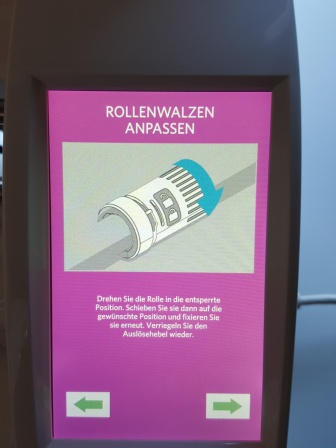 ROLLENWALZEN
ANPASSEN
Drehen Sie die Rolle in die entsperrte
Position. Schieben Sie sie dann auf die
gewünschte Position und fixieren Sie
sie erneut. Verriegeln Sie den
Auslösehebel wieder.